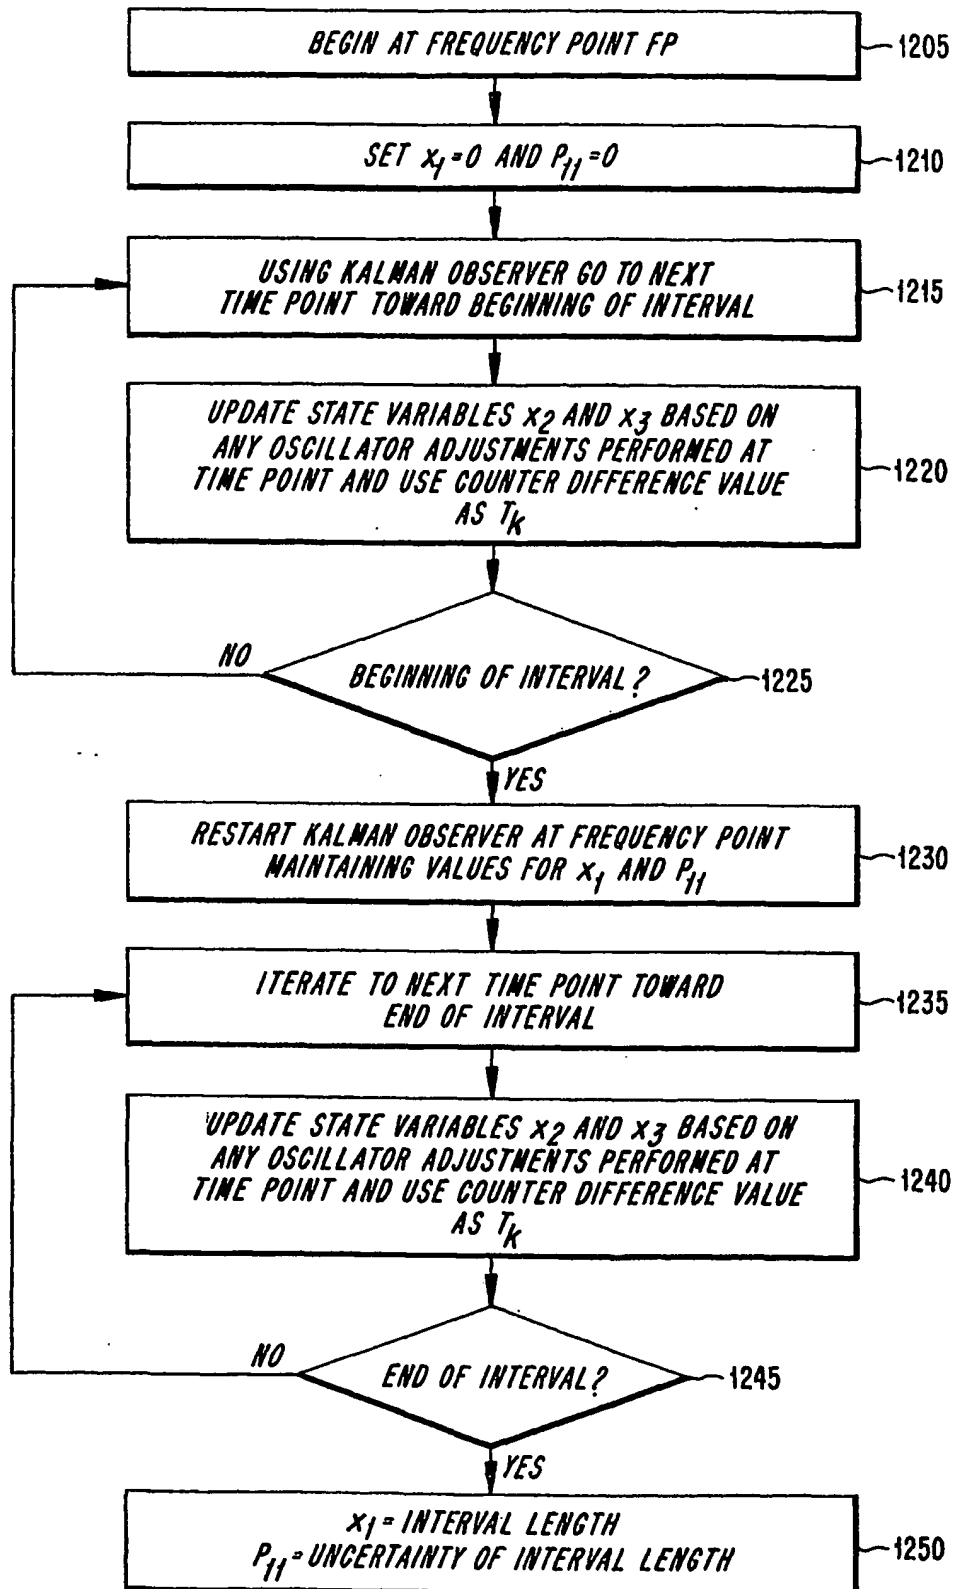 BEGIN AT FREQUENCY POINT FP
1205
SET x₁=0 AND P₁₁=0
1210
USING KALMAN OBSERVER GO TO NEXT
TIME POINT TOWARD BEGINNING OF INTERVAL
1215
UPDATE STATE VARIABLES x₂ AND x₃ BASED ON
ANY OSCILLATOR ADJUSTMENTS PERFORMED AT
TIME POINT AND USE COUNTER DIFFERENCE VALUE
AS Tₖ
1220
NO
BEGINNING OF INTERVAL?
1225
YES
RESTART KALMAN OBSERVER AT FREQUENCY POINT
MAINTAINING VALUES FOR x₁ AND P₁₁
1230
ITERATE TO NEXT TIME POINT TOWARD
END OF INTERVAL
1235
UPDATE STATE VARIABLES x₂ AND x₃ BASED ON
ANY OSCILLATOR ADJUSTMENTS PERFORMED AT
TIME POINT AND USE COUNTER DIFFERENCE VALUE
AS Tₖ
1240
NO
END OF INTERVAL?
1245
YES
x₁=INTERVAL LENGTH
P₁₁=UNCERTAINTY OF INTERVAL LENGTH
1250